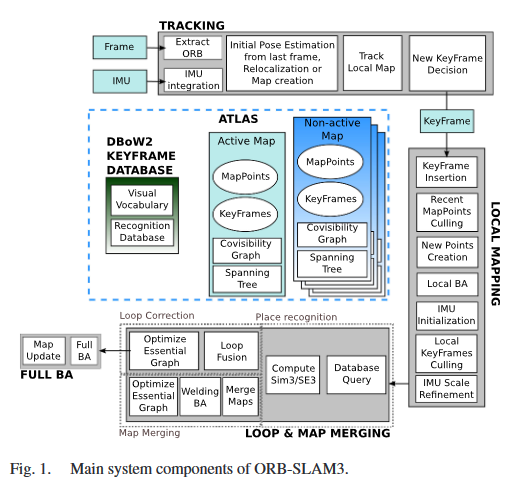 TRACKING
Frame
Extract
ORB
IMU
IMU
integration
Initial Pose Estimation
from last frame,
Relocalization or
Map creation
Track
Local Map
New KeyFrame
Decision
KeyFrame
ATLAS
DBoW2
KEYFRAME
DATABASE
Visual
Vocabulary
Recognition
Database
Active Map
MapPoints
KeyFrames
Covisibility
Graph
Spanning
Tree
Non-active
Map
MapPoints
KeyFrames
Covisibility
Graph
Spanning
Tree
LOCAL MAPPING
KeyFrame
Insertion
Recent
MapPoints
Culling
New Points
Creation
Local BA
IMU
Initialization
Local
KeyFrames
Culling
IMU Scale
Refinement
Place recognition
Database
Query
Compute
Sim3/SE3
Loop Correction
Optimize
Essential
Graph
Loop
Fusion
Optimize
Essential
Graph
Welding
BA
Merge
Maps
Map Merging
LOOP & MAP MERGING
Map
Update
Full
BA
FULL BA
Fig. 1. Main system components of ORB-SLAM3.